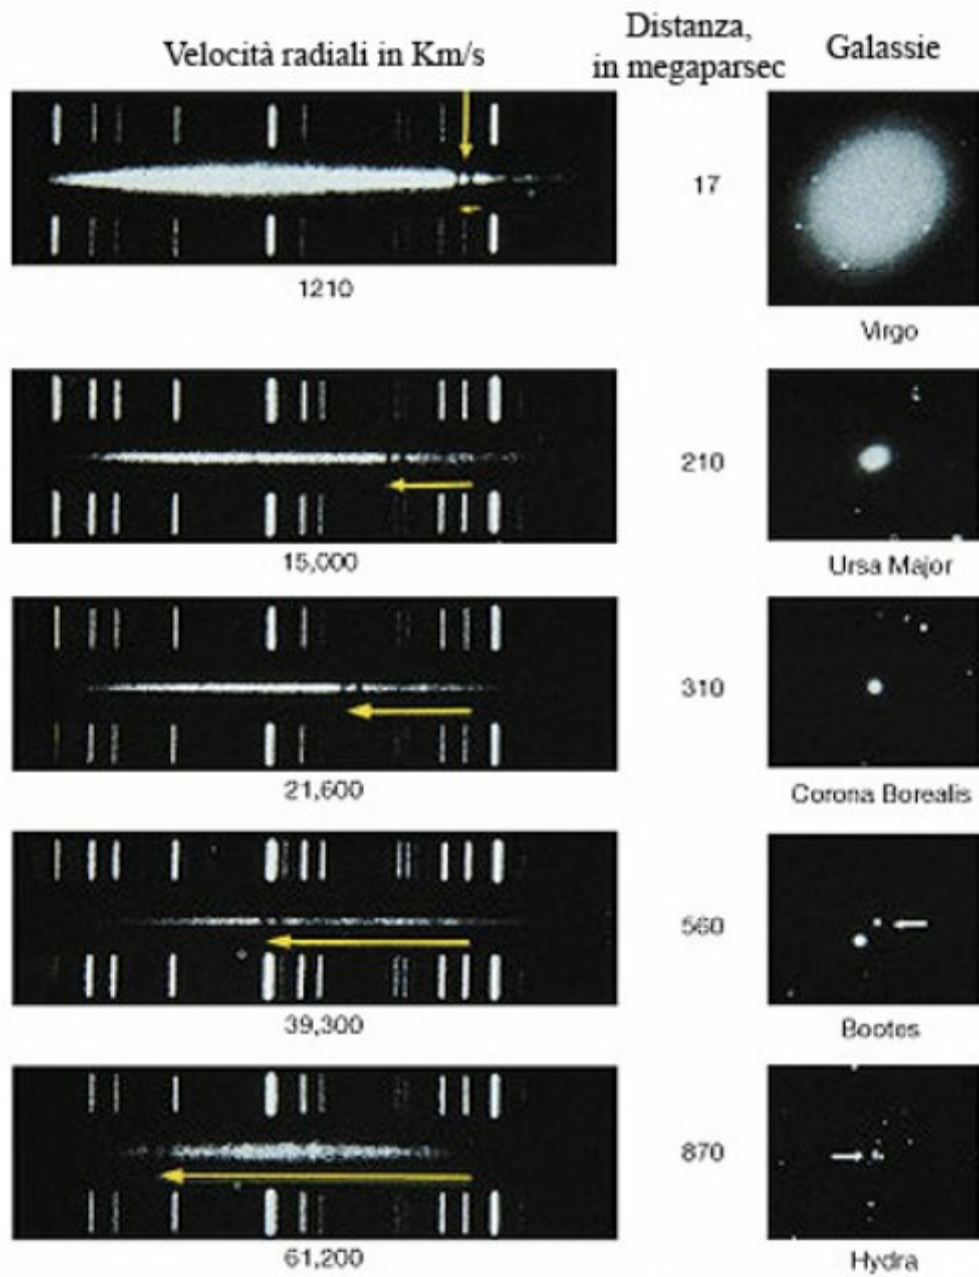 Velocità radiali in Km/s
Distanza,
in megaparsec
Galassie
1210
17
Virgo
15,000
210
Ursa Major
21,600
310
Corona Borealis
39,300
560
Bootes
61,200
870
Hydra